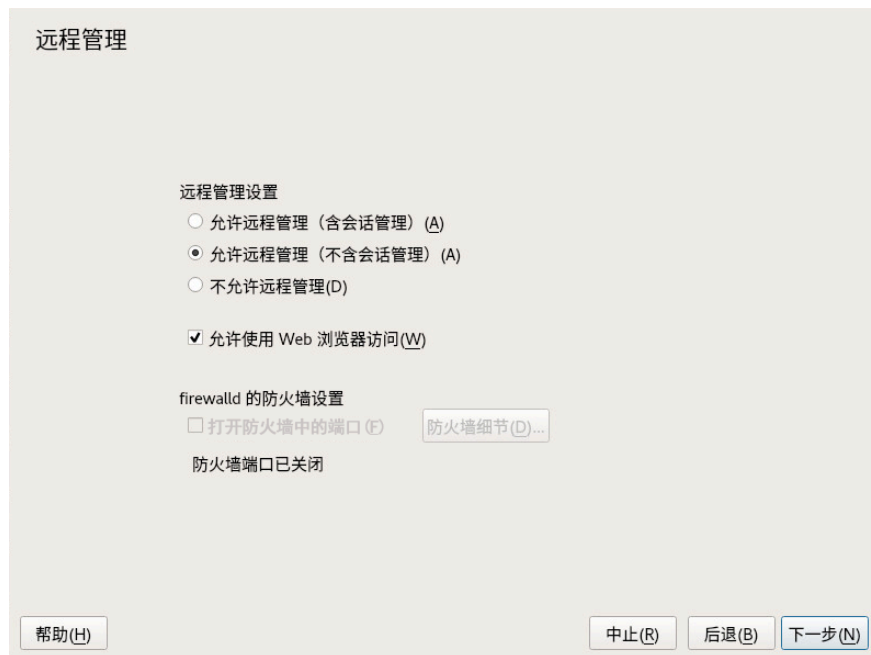 远程管理
远程管理设置
允许远程管理（含会话管理）(A)
允许远程管理（不含会话管理）(A)
不允许远程管理(D)
允许使用 Web 浏览器访问(W)
firewalld 的防火墙设置
打开防火墙中的端口(F) 防火墙细节(D)...
防火墙端口已关闭
帮助(H) 中止(R) 后退(B) 下一步(N)